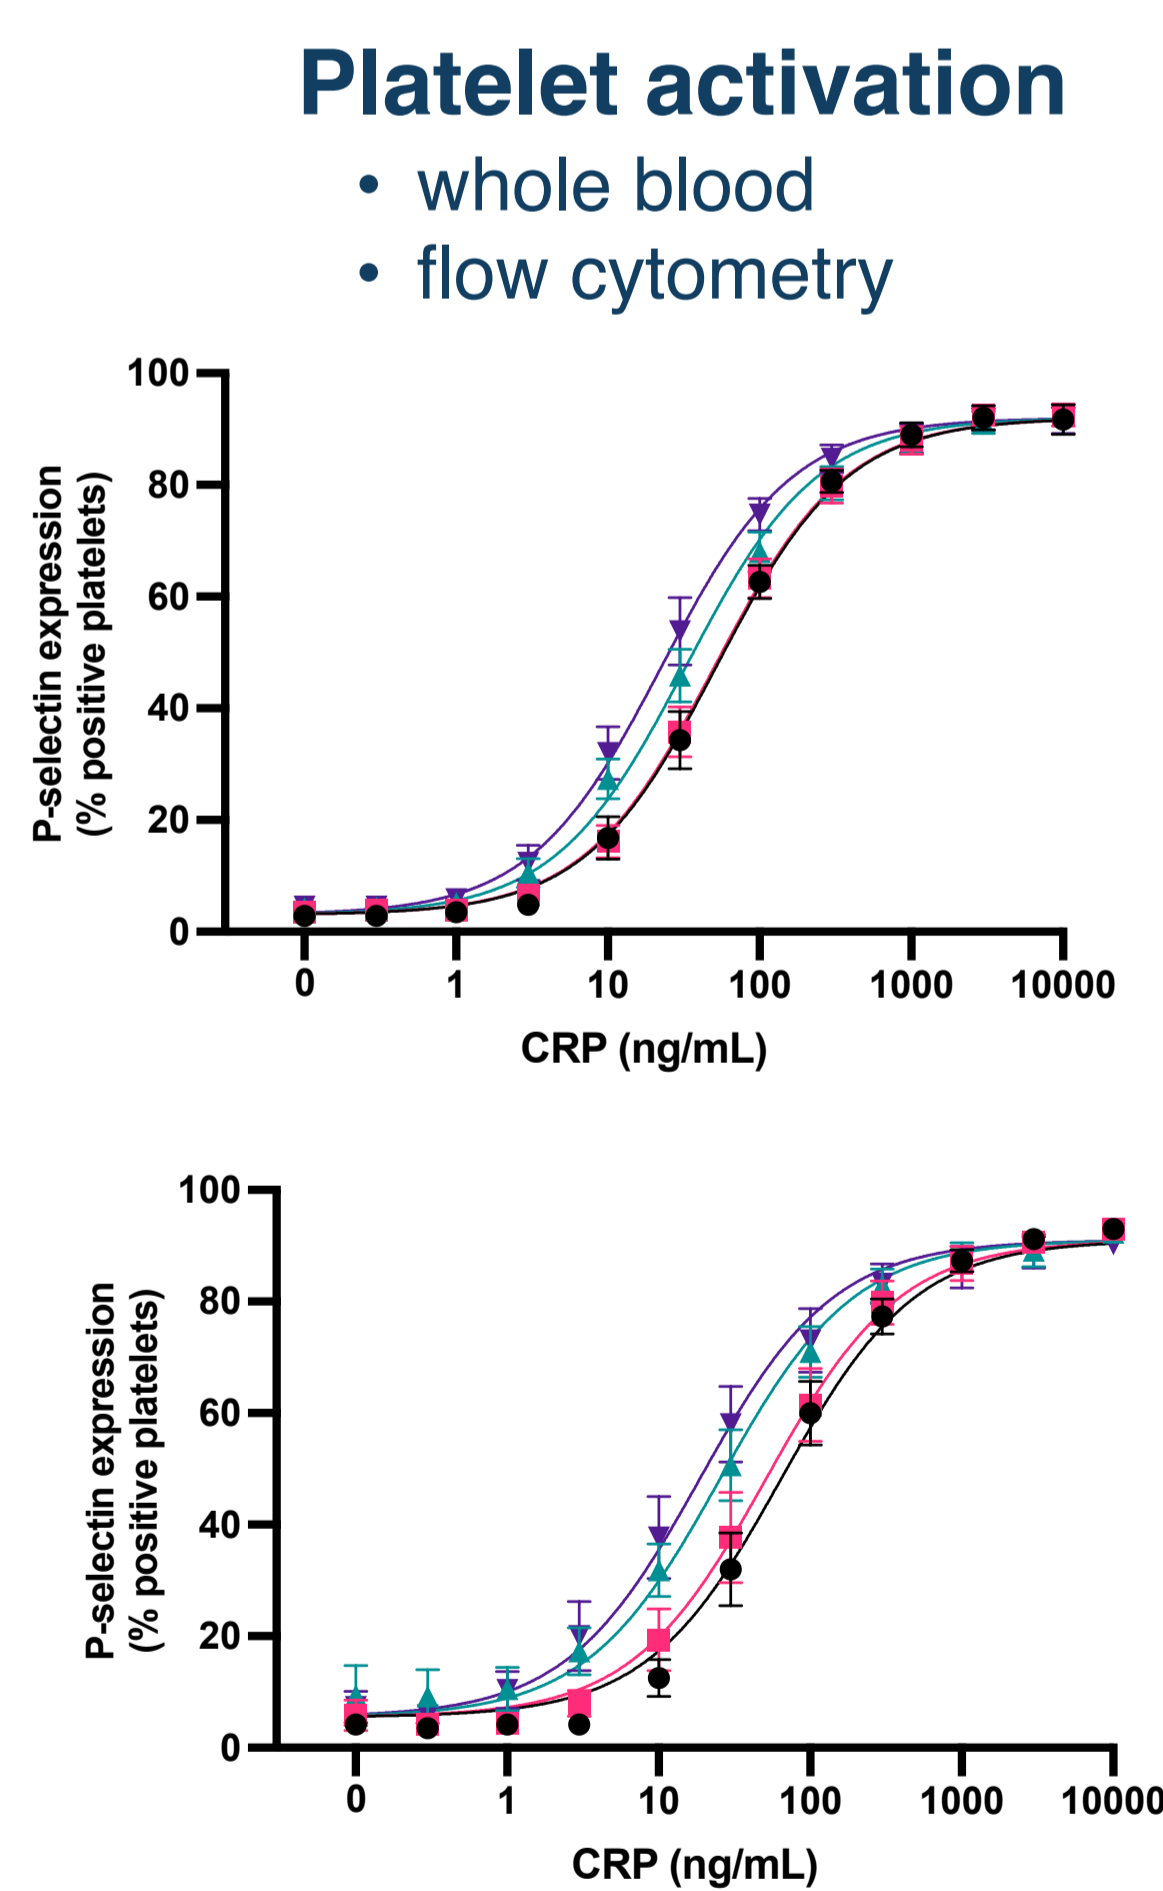 Platelet activation
• whole blood
• flow cytometry
P-selectin expression
(% positive platelets)
100
80
60
40
20
0
0 1 10 100 1000 10000
CRP (ng/mL)
P-selectin expression
(% positive platelets)
100
80
60
40
20
0
0 1 10 100 1000 10000
CRP (ng/mL)